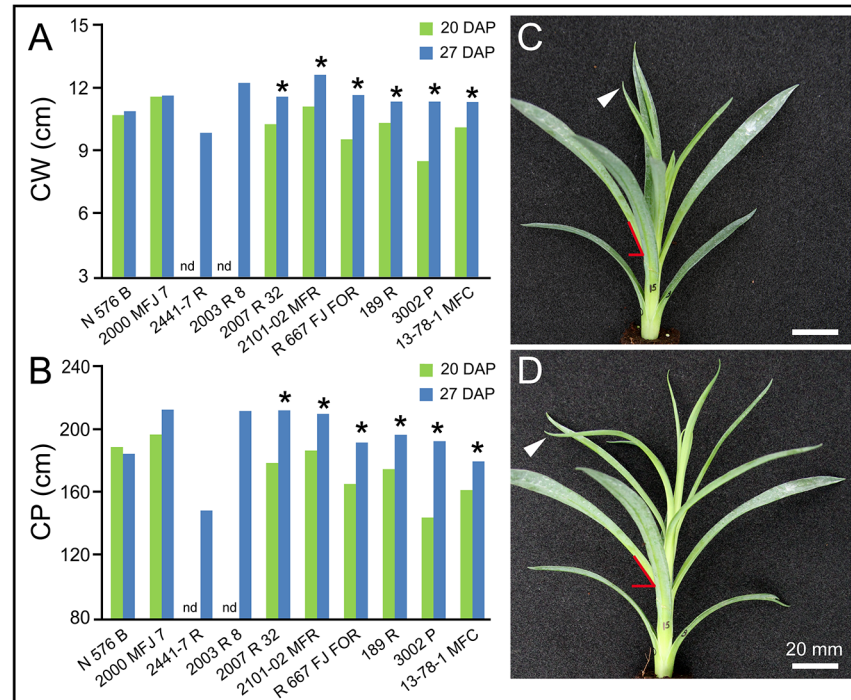 A
15
12
9
6
3
CW (cm)
20 DAP
27 DAP
* * * * * *
nd nd
N 576 B
2000 MFJ 7
2441-7 R
2003 R 8
2007 R 32
2101-02 MFR
R 667 FJ FOR
189 R
3002 P
13-78-1 MFC
B
240
200
160
120
80
CP (cm)
20 DAP
27 DAP
* * * * * *
nd nd
N 576 B
2000 MFJ 7
2441-7 R
2003 R 8
2007 R 32
2101-02 MFR
R 667 FJ FOR
189 R
3002 P
13-78-1 MFC
C
15
D
15
20 mm